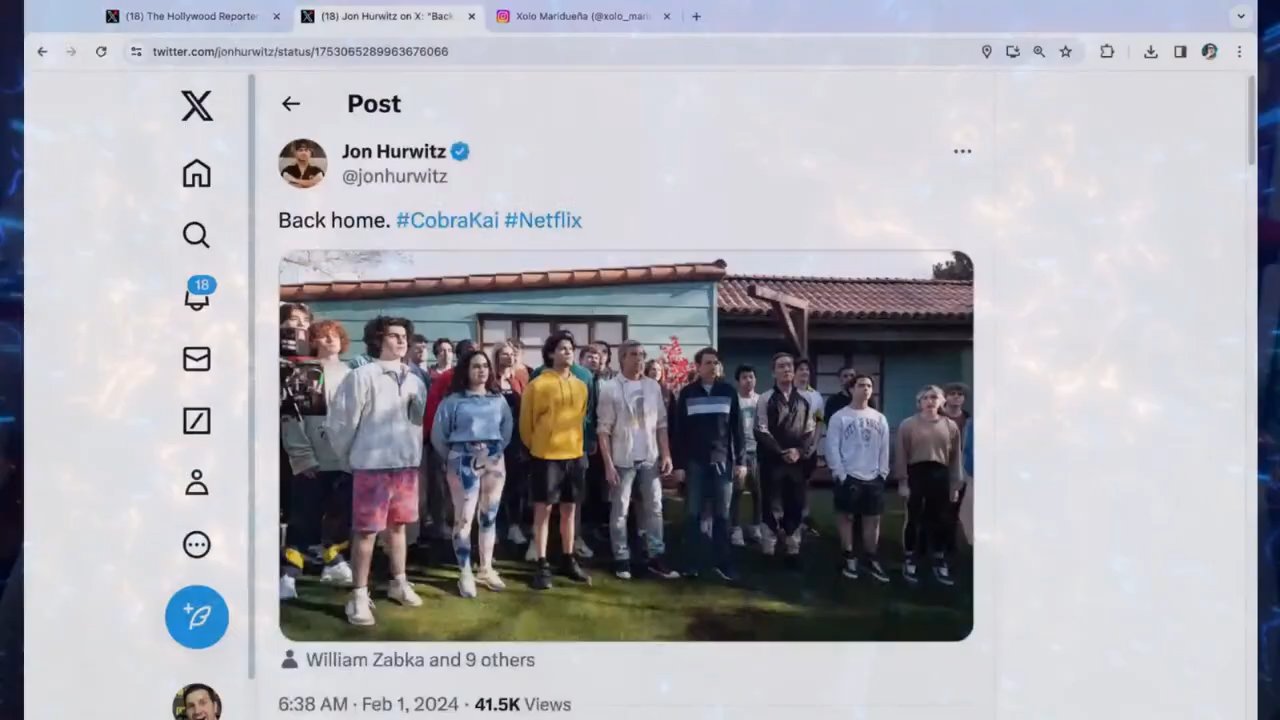 (18) The Hollywood Reporter
(18) Jon Hurwitz on X: "Back
Xolo Maridueña (@xolo_mari
twitter.com/jonhurwitz/status/1753065289963676066
Post
Jon Hurwitz
@jonhurwitz
Back home. #CobraKai #Netflix
18
William Zabka and 9 others
6:38 AM · Feb 1, 2024 · 41.5K Views